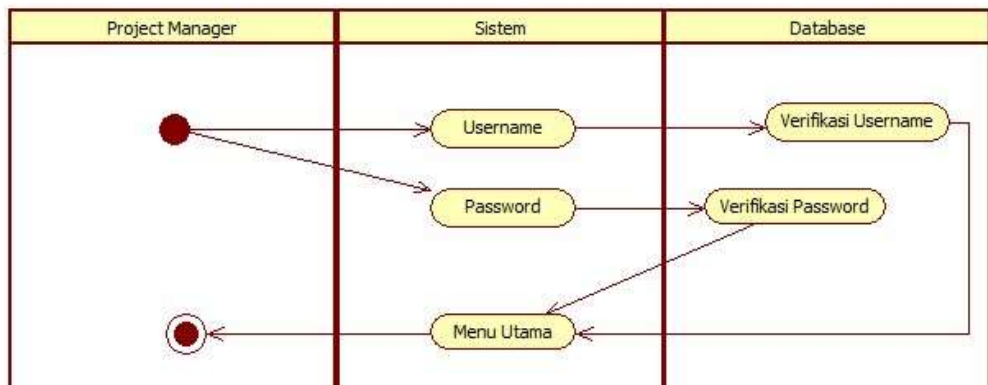 Project Manager
Sistem
Database
Username
Verifikasi Username
Password
Verifikasi Password
Menu Utama